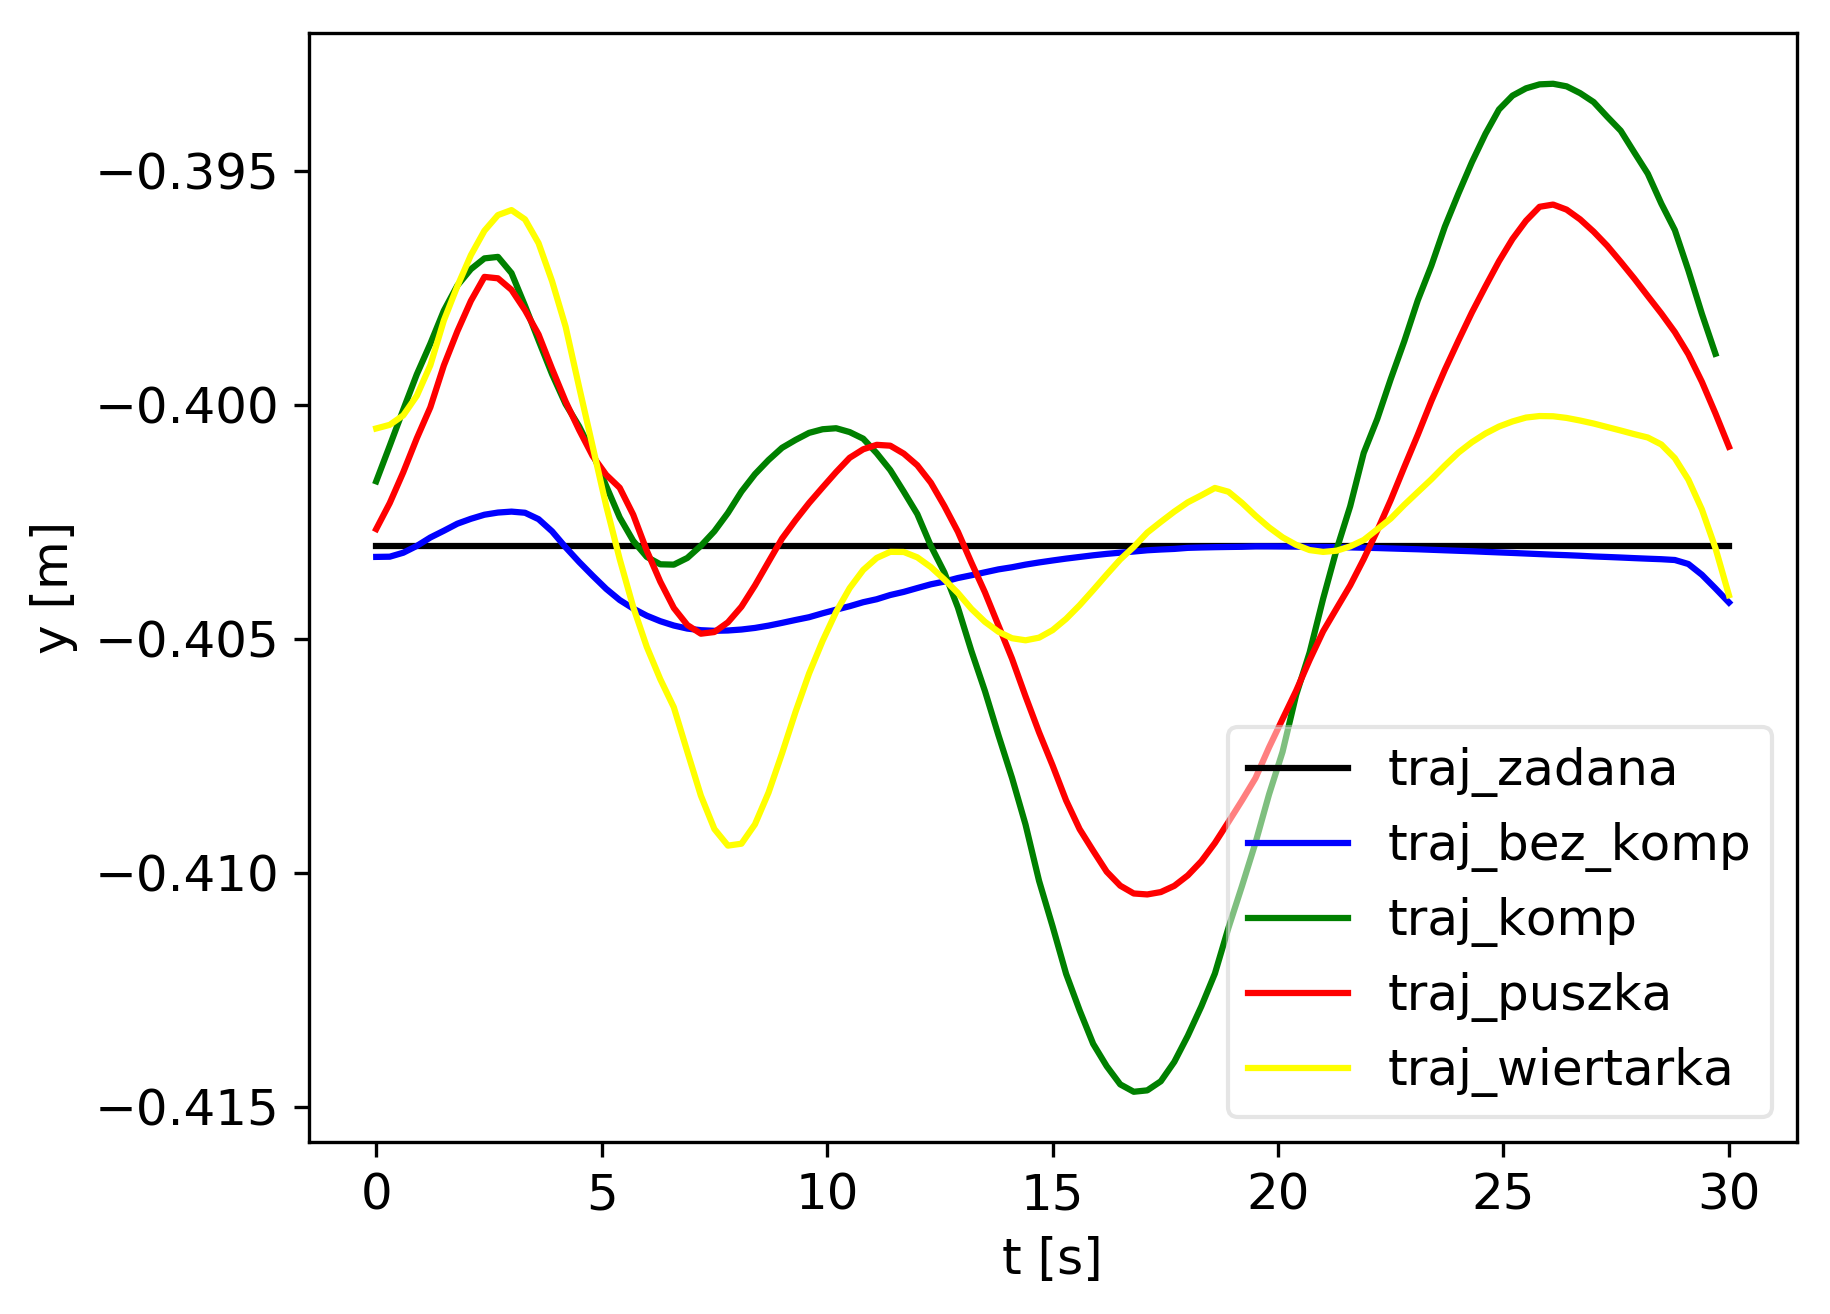 −0.395
−0.400
−0.405
−0.410
−0.415
y [m]
0 5 10 15 20 25 30
t [s]
traj_zadana
traj_bez_komp
traj_komp
traj_puszka
traj_wiertarka